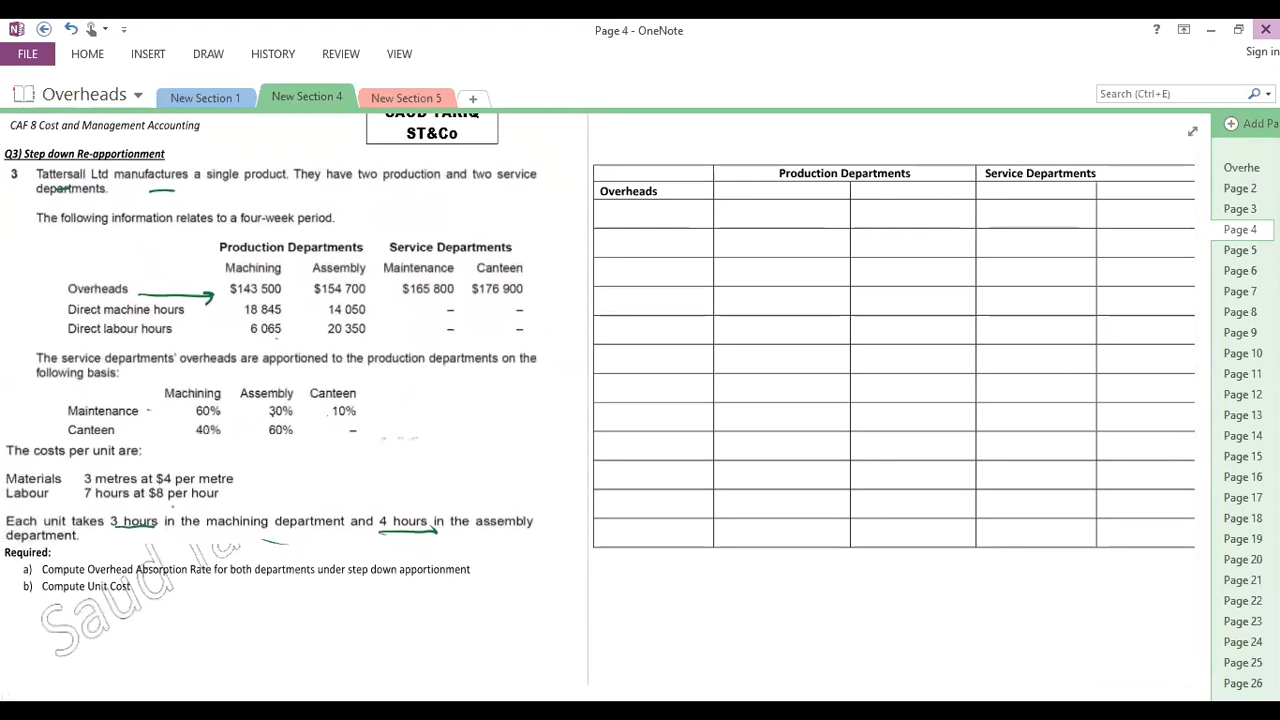 Page 4 - OneNote
?
Sign in
FILE HOME INSERT DRAW HISTORY REVIEW VIEW
Overheads New Section 1 New Section 4 New Section 5 + Search (Ctrl+E)
CAF 8 Cost and Management Accounting
SAUD TARIQ
ST&Co
Q3) Step down Re-apportionment
3 Tattersall Ltd manufactures a single product. They have two production and two service
departments.
The following information relates to a four-week period.
Production Departments Service Departments
Machining Assembly Maintenance Canteen
Overheads $143 500 $154 700 $165 800 $176 900
Direct machine hours 18 845 14 050 – –
Direct labour hours 6 065 20 350 – –
The service departments' overheads are apportioned to the production departments on the
following basis:
Machining Assembly Canteen
Maintenance 60% 30% 10%
Canteen 40% 60% –
The costs per unit are:
Materials 3 metres at $4 per metre
Labour 7 hours at $8 per hour
Each unit takes 3 hours in the machining department and 4 hours in the assembly
department.
Required:
a) Compute Overhead Absorption Rate for both departments under step down apportionment
b) Compute Unit Cost
Saud Ta
Production Departments Service Departments
Overheads
Add Pa
Overhe
Page 2
Page 3
Page 4
Page 5
Page 6
Page 7
Page 8
Page 9
Page 10
Page 11
Page 12
Page 13
Page 14
Page 15
Page 16
Page 17
Page 18
Page 19
Page 20
Page 21
Page 22
Page 23
Page 24
Page 25
Page 26